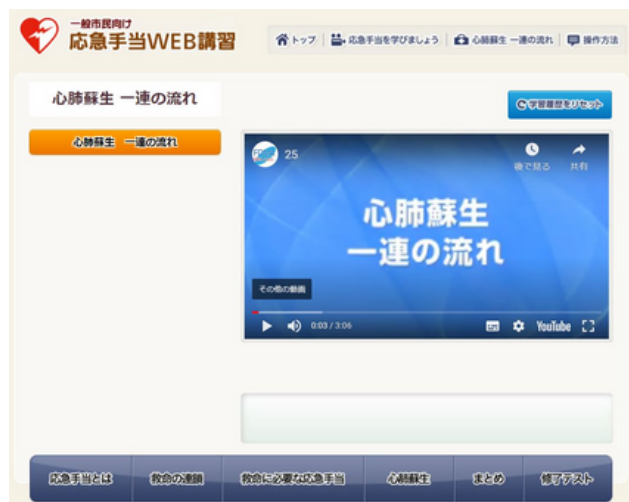 一般市民向け
応急手当WEB講習
トップ
応急手当を学びましょう
心肺蘇生 一連の流れ
操作方法
心肺蘇生 一連の流れ
学習履歴をリセット
心肺蘇生 一連の流れ
25
後で見る
共有
心肺蘇生
一連の流れ
その他の動画
0:03 / 3:06
YouTube
応急手当とは
救命の連鎖
救命に必要な応急手当
心肺蘇生
まとめ
修了テスト